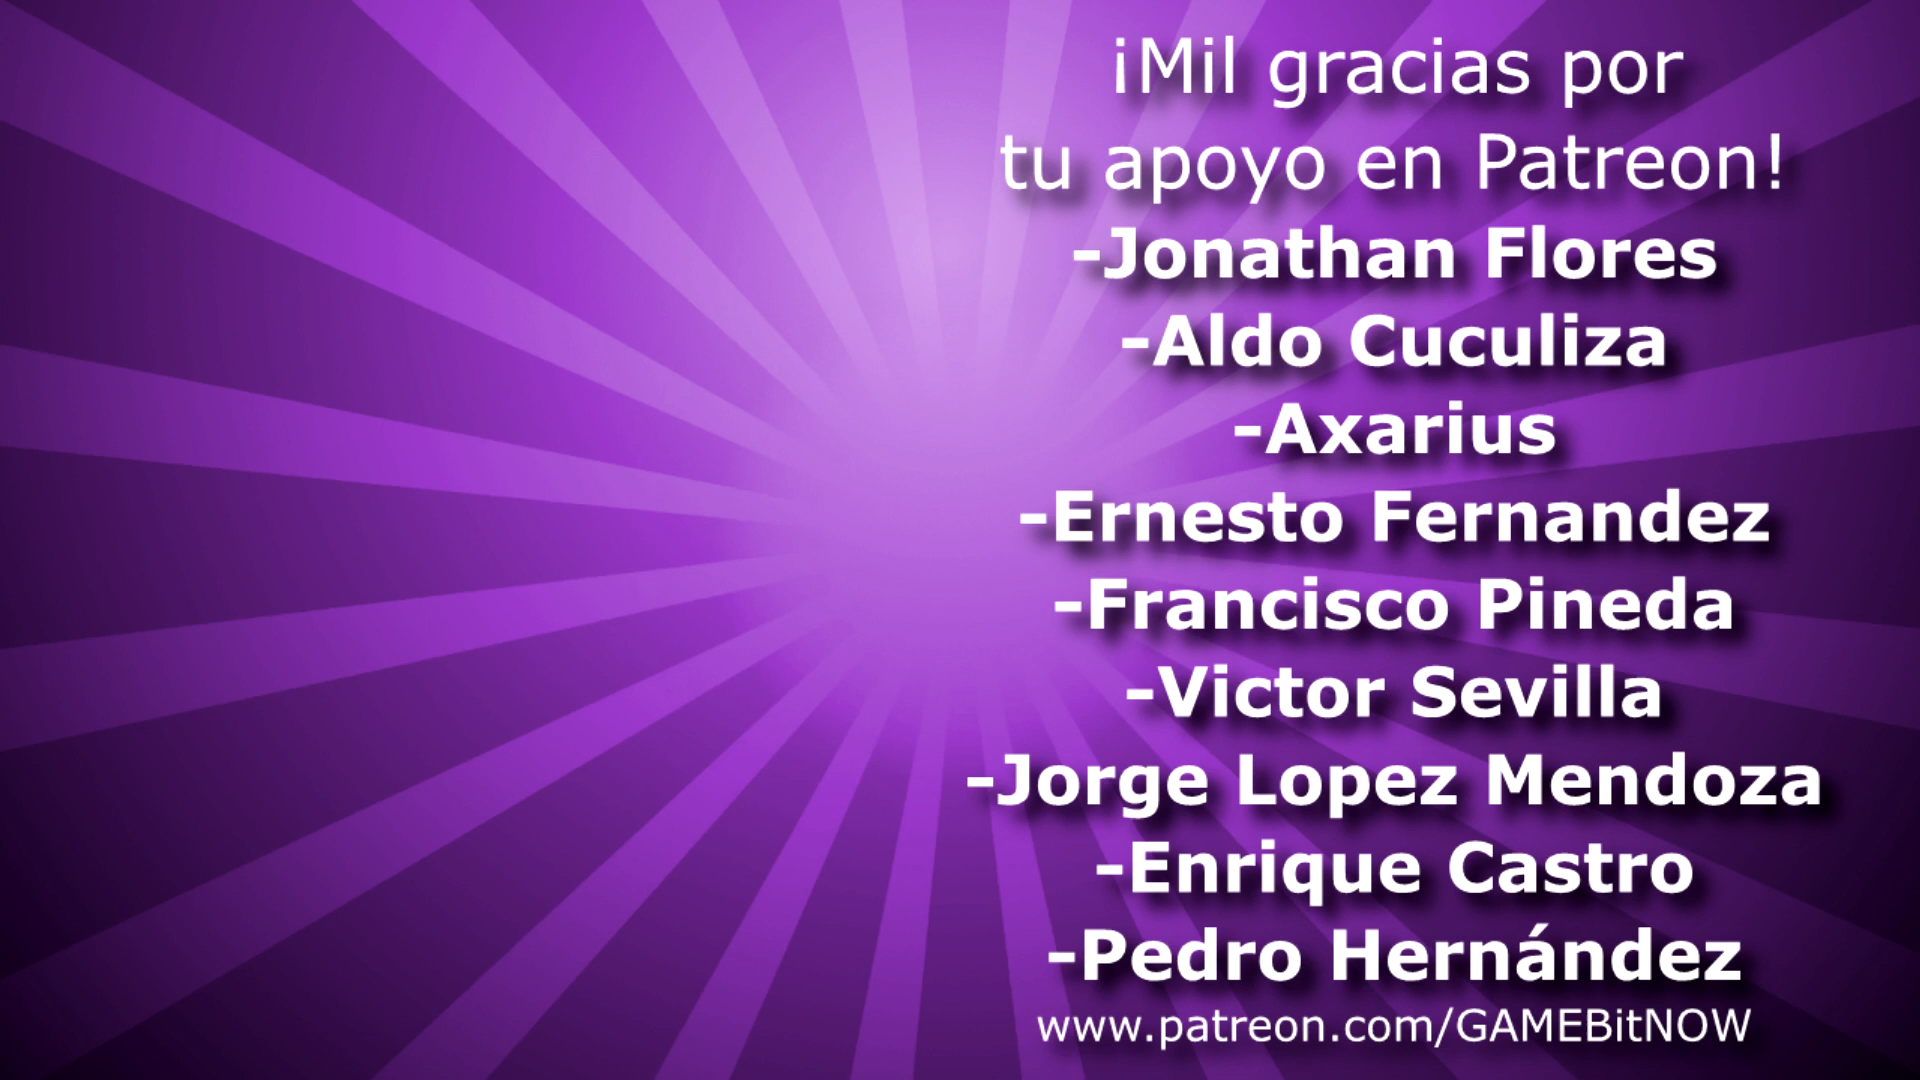 ¡Mil gracias por
tu apoyo en Patreon!
-Jonathan Flores
-Aldo Cuculiza
-Axarius
-Ernesto Fernandez
-Francisco Pineda
-Victor Sevilla
-Jorge Lopez Mendoza
-Enrique Castro
-Pedro Hernández
www.patreon.com/GAMEBitNOW